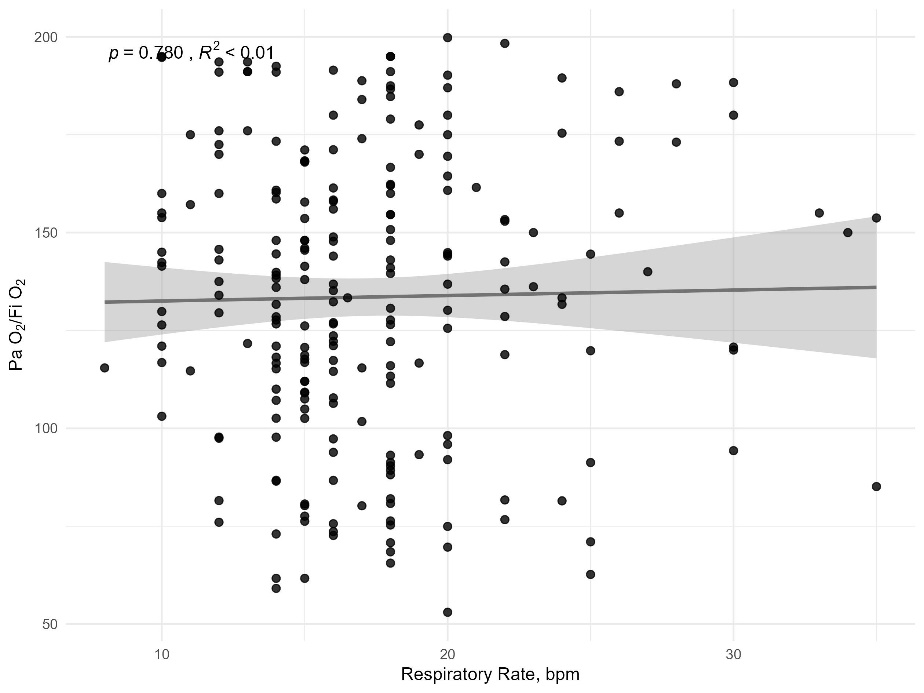 p = 0.780 , R² < 0.01
200
150
100
50
Pa O₂/Fi O₂
10 20 30
Respiratory Rate, bpm